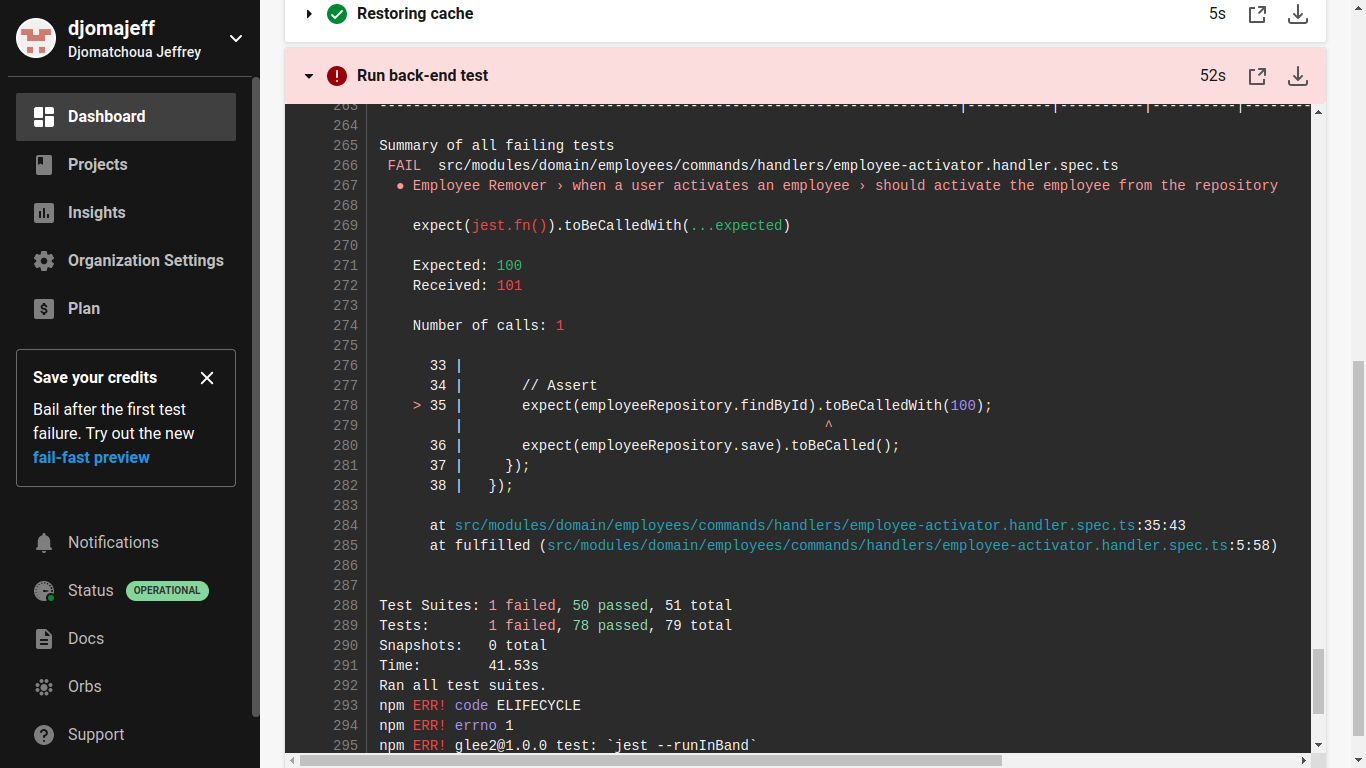 djomajeff
Djomatchoua Jeffrey
Dashboard
Projects
Insights
Organization Settings
Plan
Save your credits
Bail after the first test
failure. Try out the new
fail-fast preview
Notifications
Status OPERATIONAL
Docs
Orbs
Support
Restoring cache 5s
Run back-end test 52s
263 ---------------------------------------------------------------------|----------|----------|----------|--------
264
265 Summary of all failing tests
266 FAIL src/modules/domain/employees/commands/handlers/employee-activator.handler.spec.ts
267 ● Employee Remover › when a user activates an employee › should activate the employee from the repository
268
269 expect(jest.fn()).toBeCalledWith(...expected)
270
271 Expected: 100
272 Received: 101
273
274 Number of calls: 1
275
276 33 |
277 34 | // Assert
278 > 35 | expect(employeeRepository.findById).toBeCalledWith(100);
279 | ^
280 36 | expect(employeeRepository.save).toBeCalled();
281 37 | });
282 38 | });
283
284 at src/modules/domain/employees/commands/handlers/employee-activator.handler.spec.ts:35:43
285 at fulfilled (src/modules/domain/employees/commands/handlers/employee-activator.handler.spec.ts:5:58)
286
287
288 Test Suites: 1 failed, 50 passed, 51 total
289 Tests: 1 failed, 78 passed, 79 total
290 Snapshots: 0 total
291 Time: 41.53s
292 Ran all test suites.
293 npm ERR! code ELIFECYCLE
294 npm ERR! errno 1
295 npm ERR! glee2@1.0.0 test: `jest --runInBand`